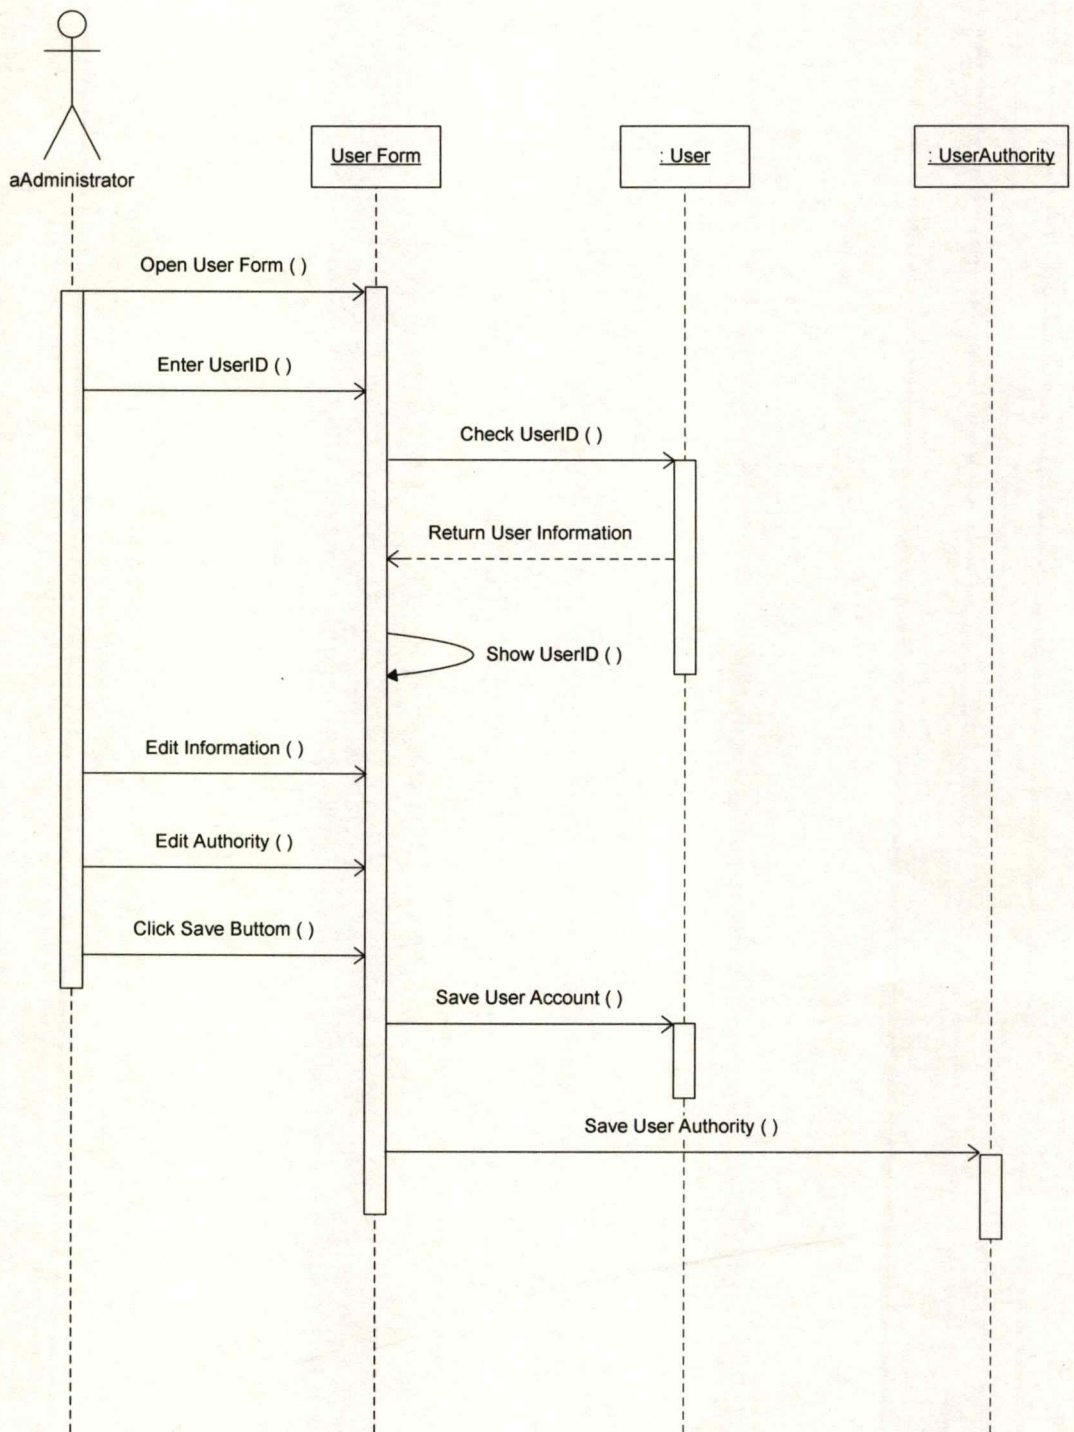 aAdministrator
User Form
: User
: UserAuthority
Open User Form ( )
Enter UserID ( )
Check UserID ( )
Return User Information
Show UserID ( )
Edit Information ( )
Edit Authority ( )
Click Save Buttom ( )
Save User Account ( )
Save User Authority ( )